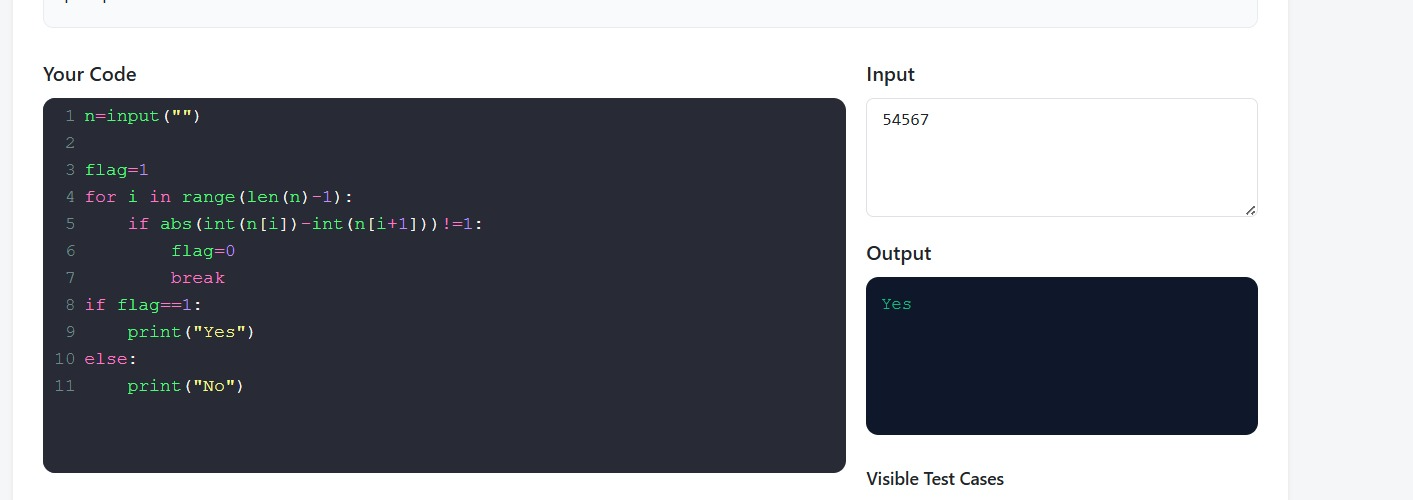 Your Code
1 n=input("")
2
3 flag=1
4 for i in range(len(n)-1):
5     if abs(int(n[i])-int(n[i+1]))!=1:
6         flag=0
7         break
8 if flag==1:
9     print("Yes")
10 else:
11     print("No")
Input
54567
Output
Yes
Visible Test Cases